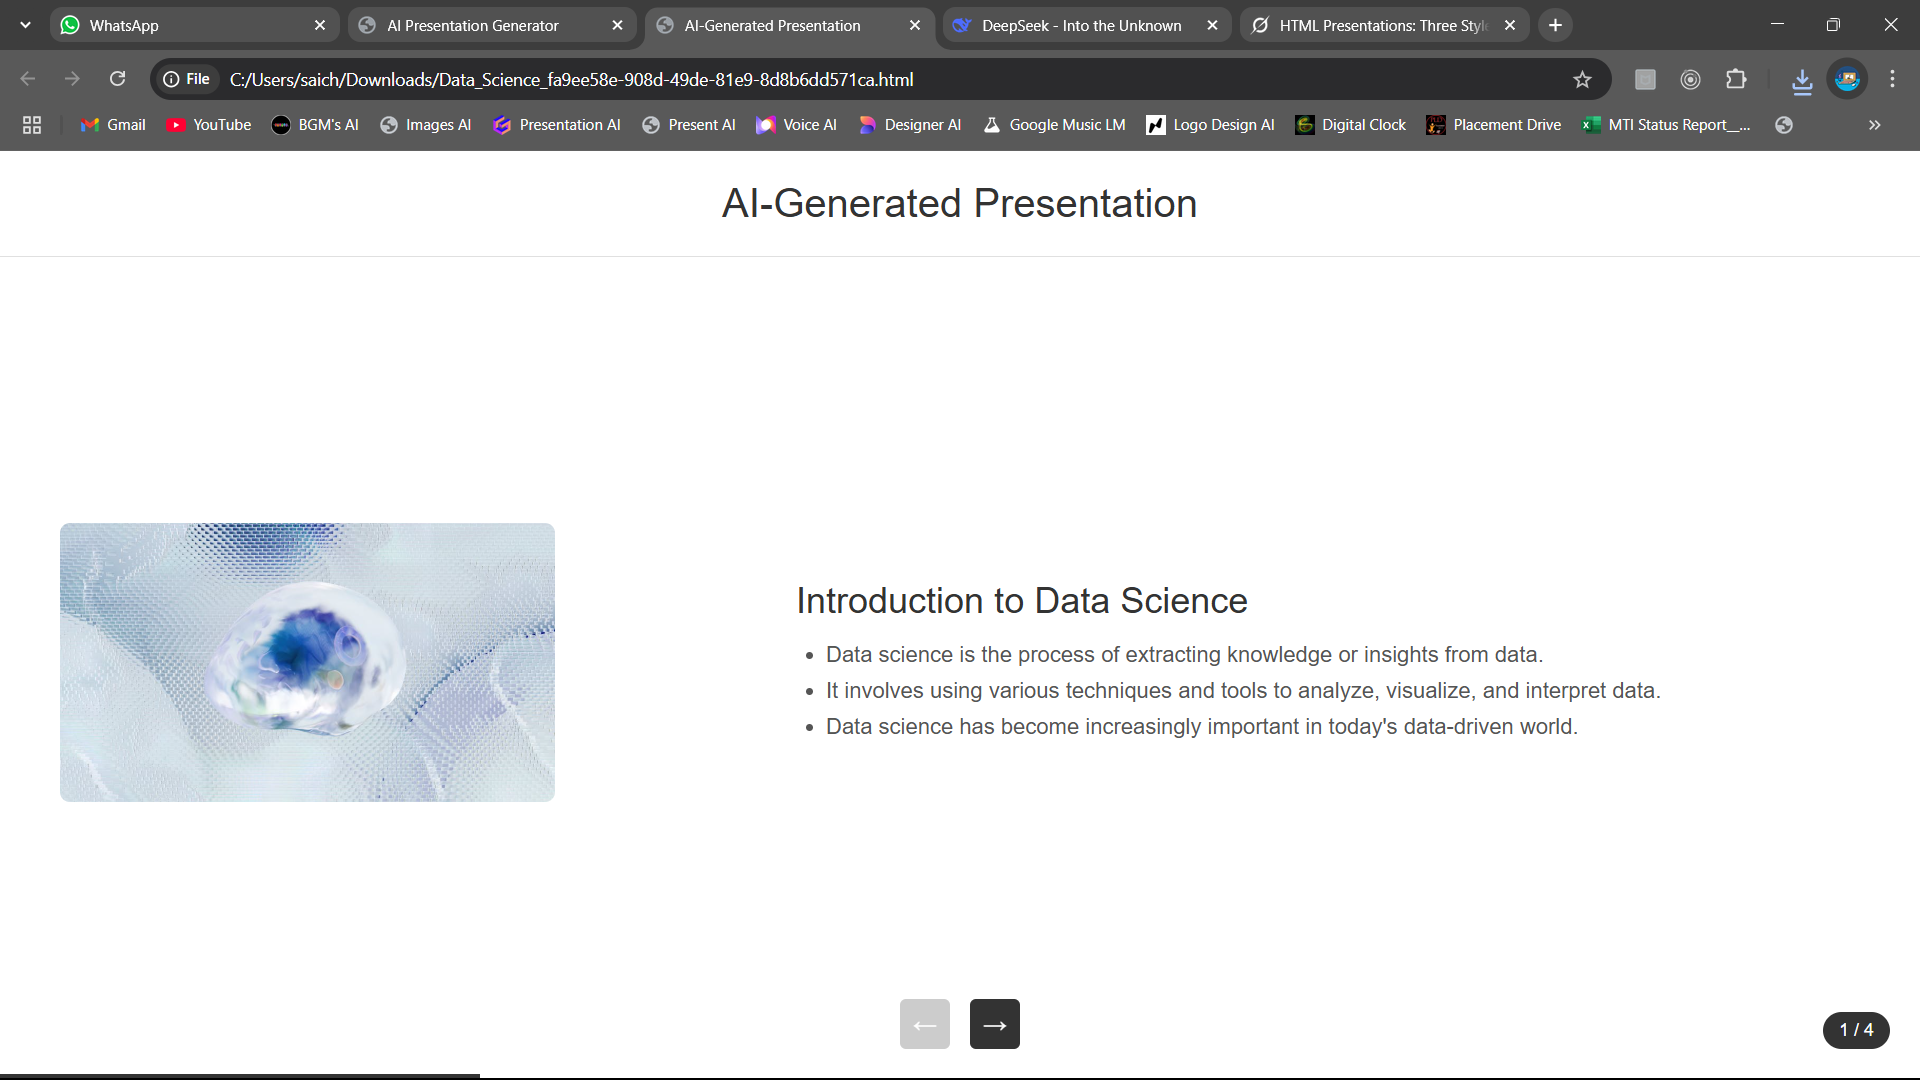 WhatsApp
AI Presentation Generator
AI-Generated Presentation
DeepSeek - Into the Unknown
HTML Presentations: Three Style
File
C:/Users/saich/Downloads/Data_Science_fa9ee58e-908d-49de-81e9-8d8b6dd571ca.html
Gmail
YouTube
BGM's AI
Images AI
Presentation AI
Present AI
Voice AI
Designer AI
Google Music LM
Logo Design AI
Digital Clock
Placement Drive
MTI Status Report__...
AI-Generated Presentation
Introduction to Data Science
• Data science is the process of extracting knowledge or insights from data.
• It involves using various techniques and tools to analyze, visualize, and interpret data.
• Data science has become increasingly important in today's data-driven world.
← →
1 / 4